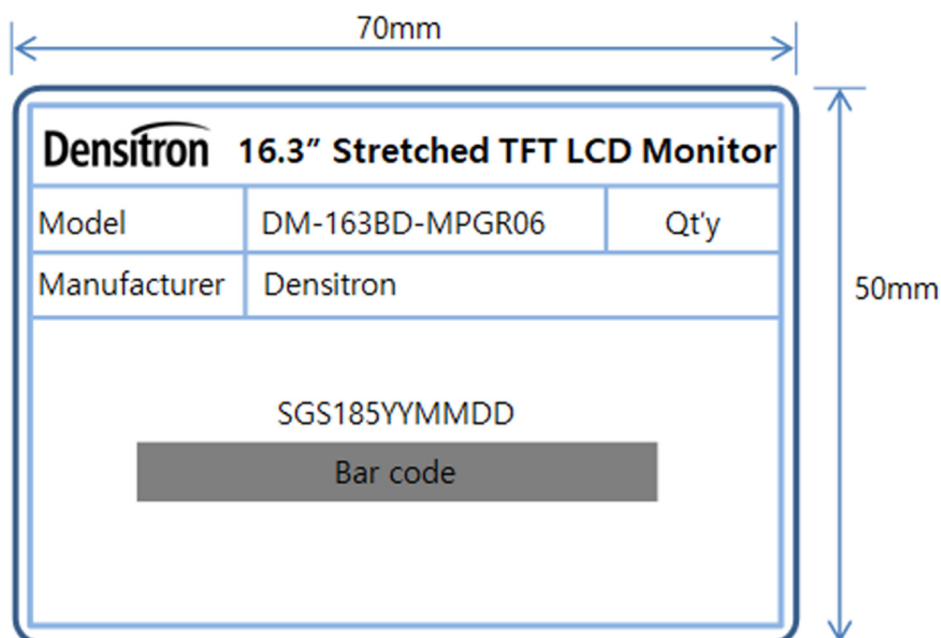 70mm
Densitron 16.3” Stretched TFT LCD Monitor
Model DM-163BD-MPGR06 Qt'y
Manufacturer Densitron
50mm
SGS185YYMMDD
Bar code